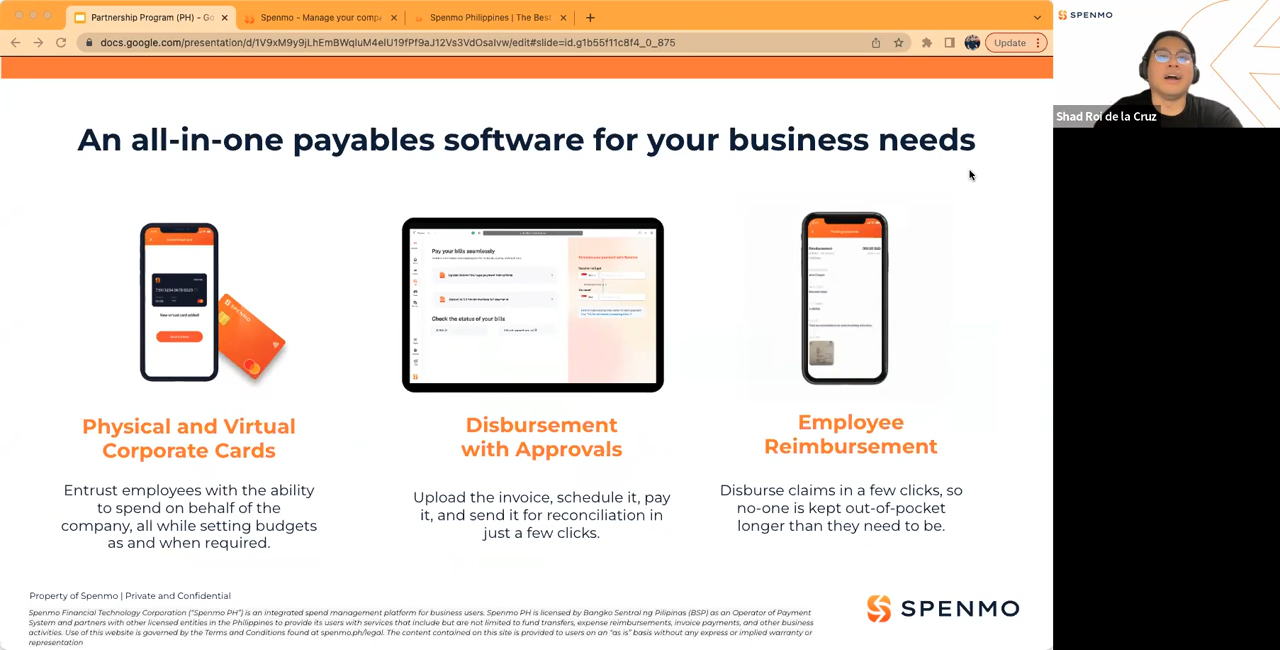 Partnership Program (PH) - Go
Spenmo - Manage your comp
Spenmo Philippines | The Best
docs.google.com/presentation/d/1V9xM9y9jLhEmBWqluM4elU19fPf9aJ12Vs3VdOsaIvw/edit#slide=id.g1b55f11c8f4_0_875
Update
SPENMO
Shad Roi de la Cruz
An all-in-one payables software for your business needs
SPENMO
Pay your bills seamlessly
Check the status of your bills
Physical and Virtual
Corporate Cards
Entrust employees with the ability
to spend on behalf of the
company, all while setting budgets
as and when required.
Disbursement
with Approvals
Upload the invoice, schedule it, pay
it, and send it for reconciliation in
just a few clicks.
Employee
Reimbursement
Disburse claims in a few clicks, so
no-one is kept out-of-pocket
longer than they need to be.
Property of Spenmo | Private and Confidential
Spenmo Financial Technology Corporation ("Spenmo PH") is an integrated spend management platform for business users. Spenmo PH is licensed by Bangko Sentral ng Pilipinas (BSP) as an Operator of Payment
System and partners with other licensed entities in the Philippines to provide its users with services that include but are not limited to fund transfers, expense reimbursements, invoice payments, and other business
activities. Use of this website is governed by the Terms and Conditions found at spenmo.ph/legal. The content contained on this site is provided to users on an "as is" basis without any express or implied warranty or
representation
SPENMO